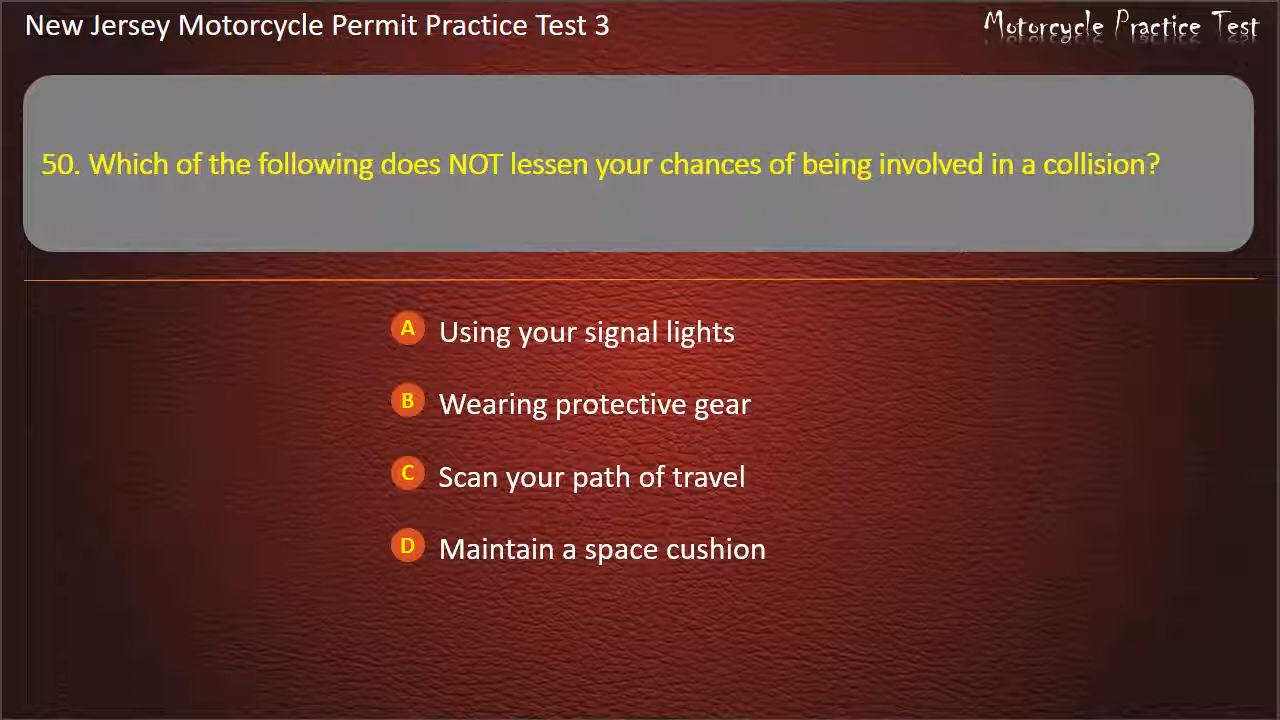 New Jersey Motorcycle Permit Practice Test 3
Motorcycle Practice Test
50. Which of the following does NOT lessen your chances of being involved in a collision?
A Using your signal lights
B Wearing protective gear
C Scan your path of travel
D Maintain a space cushion